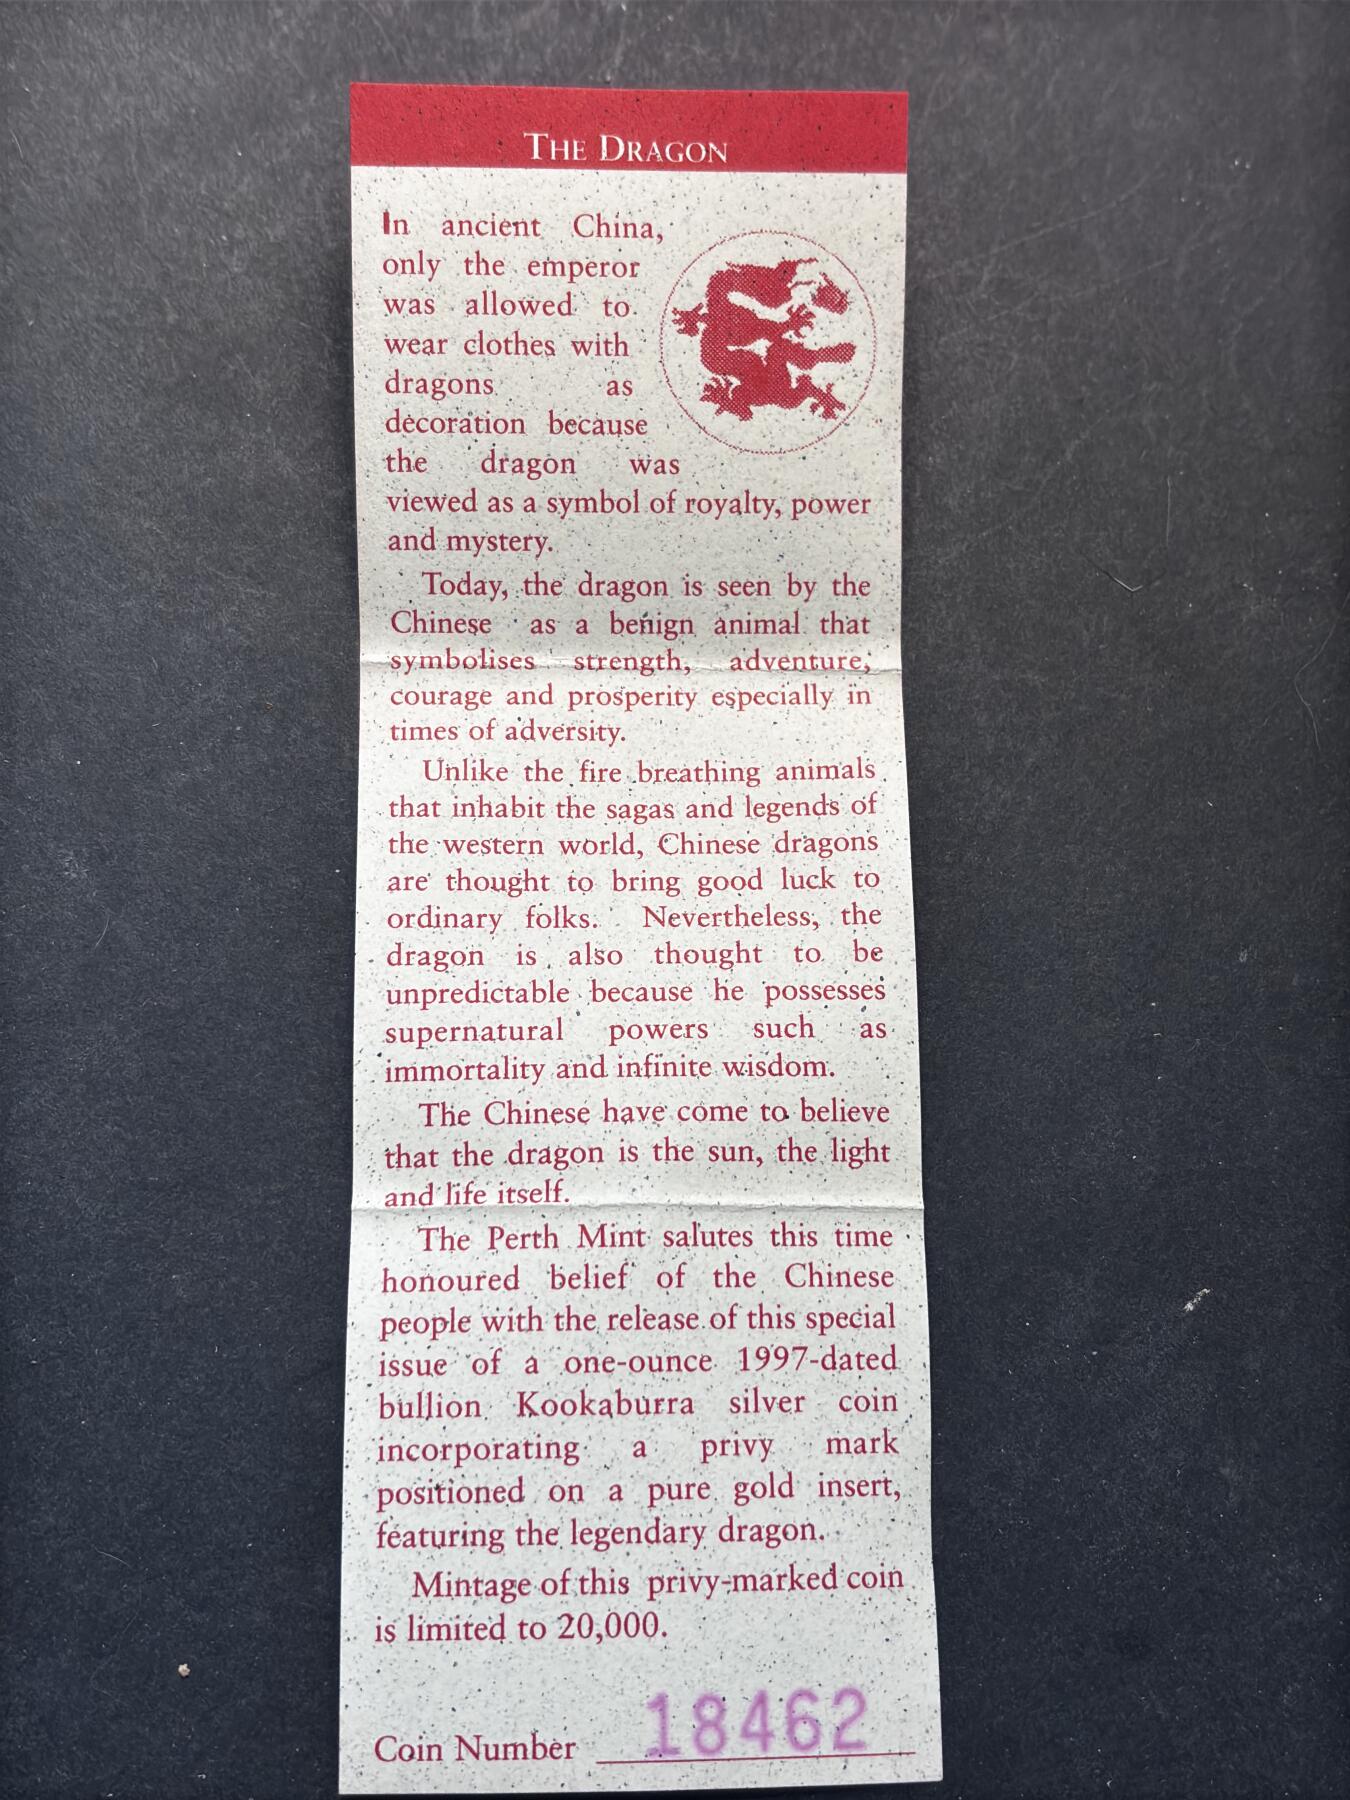 THE DRAGON
In ancient China,
only the emperor
was allowed to
wear clothes with
dragons as
decoration because
the dragon was
viewed as a symbol of royalty, power
and mystery.
Today, the dragon is seen by the
Chinese as a benign animal that
symbolises strength, adventure,
courage and prosperity especially in
times of adversity.
Unlike the fire breathing animals
that inhabit the sagas and legends of
the western world, Chinese dragons
are thought to bring good luck to
ordinary folks. Nevertheless, the
dragon is also thought to be
unpredictable because he possesses
supernatural powers such as
immortality and infinite wisdom.
The Chinese have come to believe
that the dragon is the sun, the light
and life itself.
The Perth Mint salutes this time
honoured belief of the Chinese
people with the release of this special
issue of a one-ounce 1997-dated
bullion Kookaburra silver coin
incorporating a privy mark
positioned on a pure gold insert,
featuring the legendary dragon.
Mintage of this privy-marked coin
is limited to 20,000.
Coin Number 18462